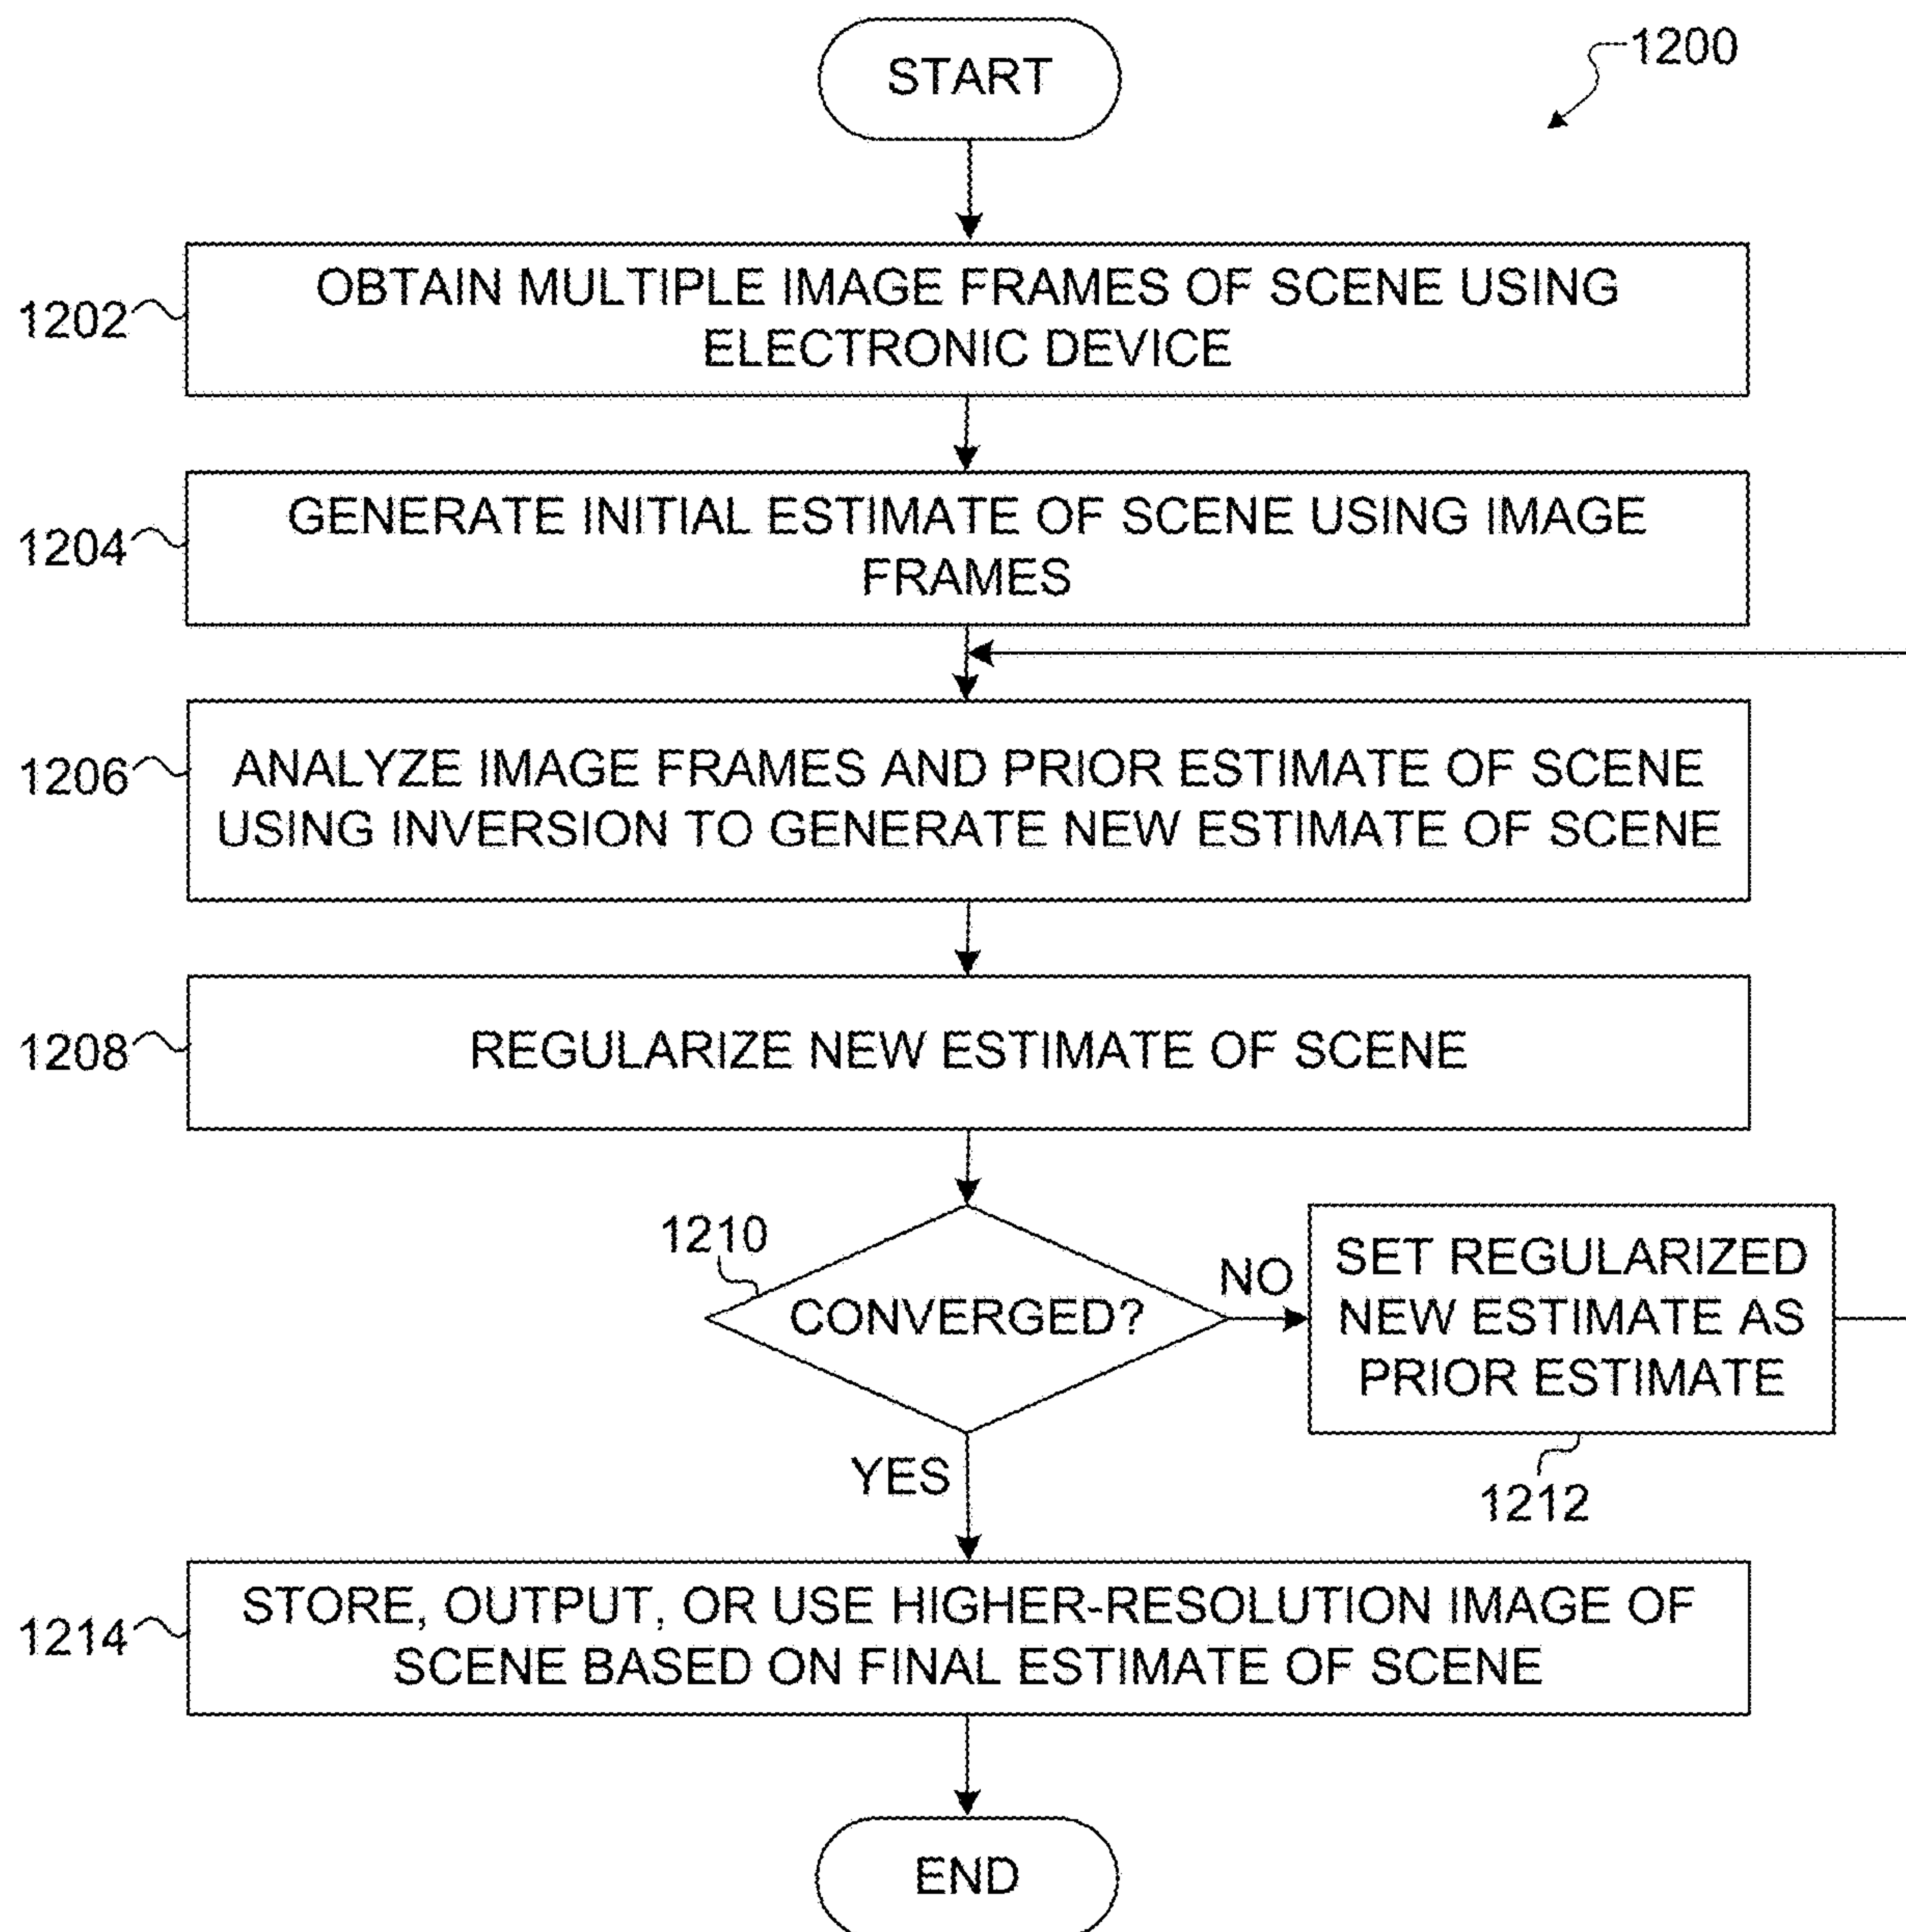 START
1200
1202
OBTAIN MULTIPLE IMAGE FRAMES OF SCENE USING
ELECTRONIC DEVICE
1204
GENERATE INITIAL ESTIMATE OF SCENE USING IMAGE
FRAMES
1206
ANALYZE IMAGE FRAMES AND PRIOR ESTIMATE OF SCENE
USING INVERSION TO GENERATE NEW ESTIMATE OF SCENE
1208
REGULARIZE NEW ESTIMATE OF SCENE
1210
CONVERGED?
NO
SET REGULARIZED
NEW ESTIMATE AS
PRIOR ESTIMATE
1212
YES
1214
STORE, OUTPUT, OR USE HIGHER-RESOLUTION IMAGE OF
SCENE BASED ON FINAL ESTIMATE OF SCENE
END